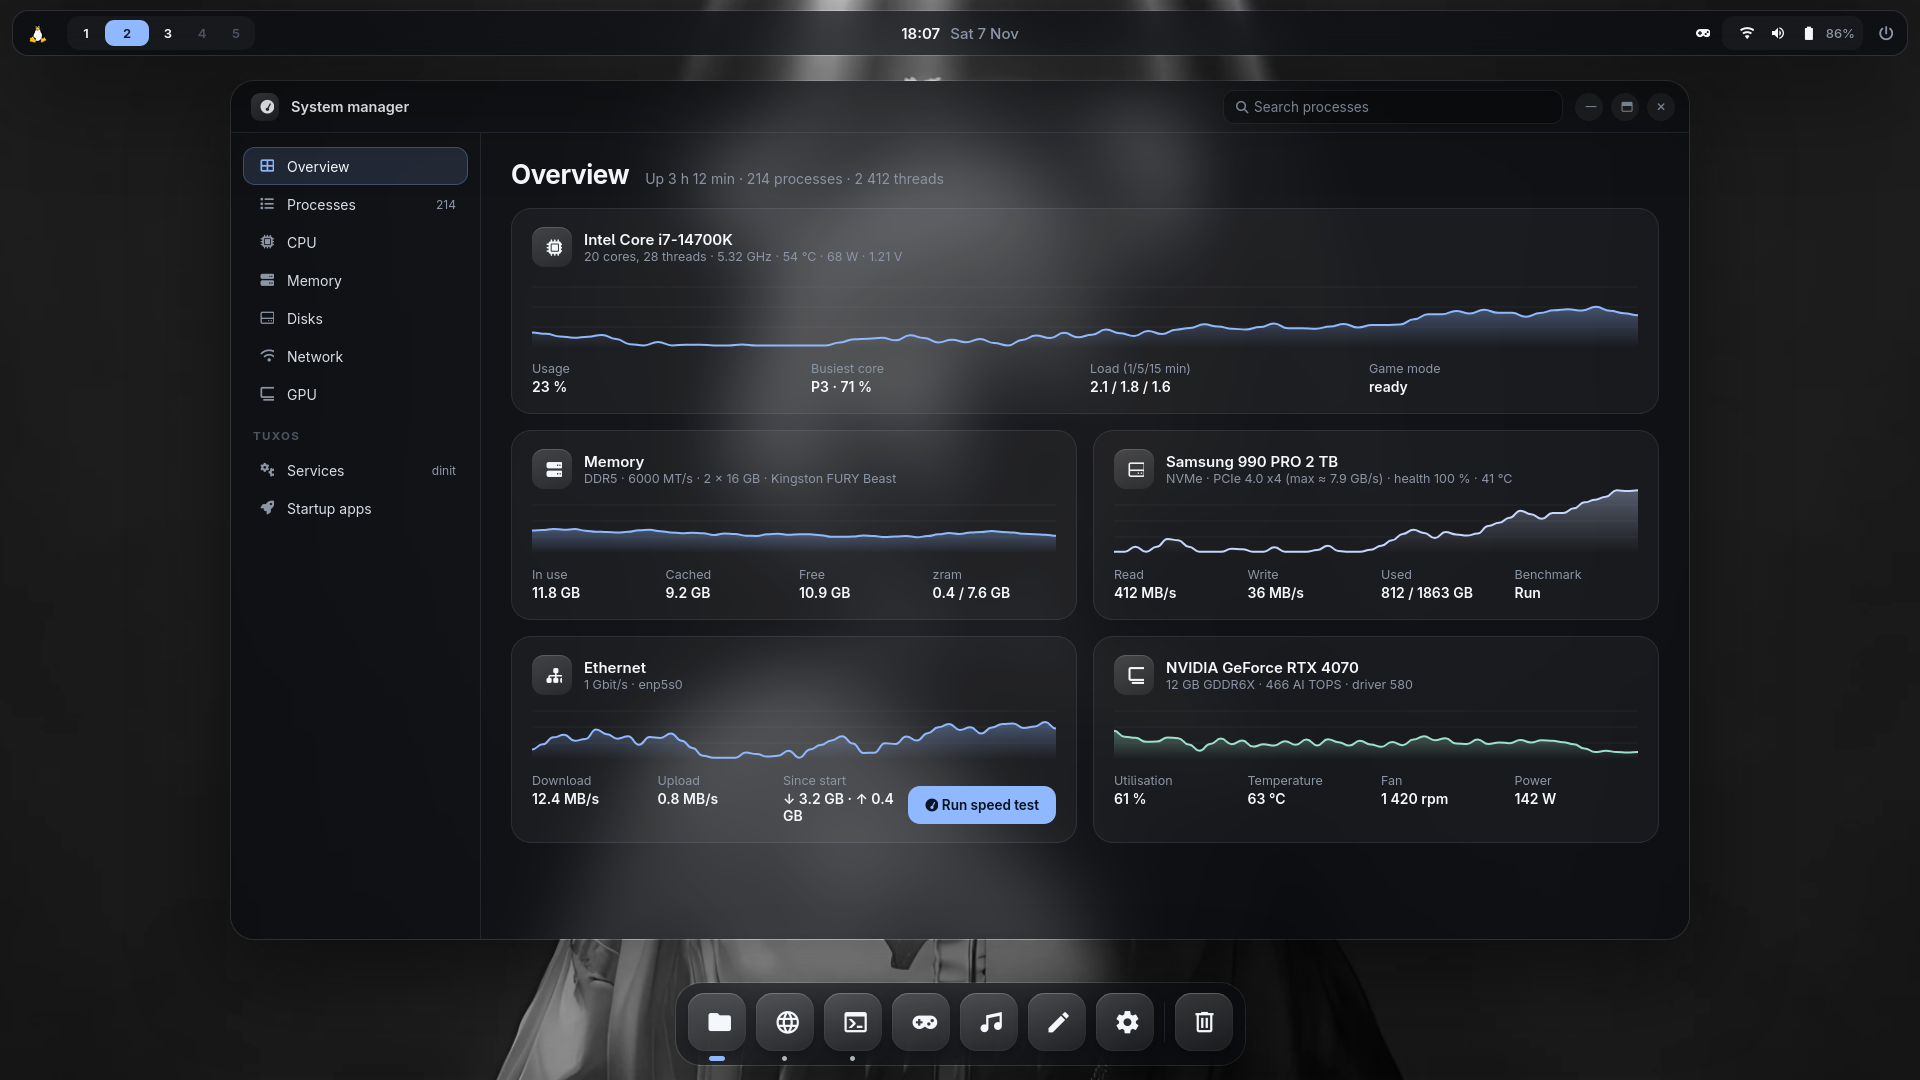 1 2 3 4 5
18:07 Sat 7 Nov
86%
System manager
Search processes
Overview
Processes 214
CPU
Memory
Disks
Network
GPU
TUXOS
Services dinit
Startup apps
Overview Up 3 h 12 min · 214 processes · 2 412 threads
Intel Core i7-14700K
20 cores, 28 threads · 5.32 GHz · 54 °C · 68 W · 1.21 V
Usage Busiest core Load (1/5/15 min) Game mode
23 % P3 · 71 % 2.1 / 1.8 / 1.6 ready
Memory
DDR5 · 6000 MT/s · 2 × 16 GB · Kingston FURY Beast
In use Cached Free zram
11.8 GB 9.2 GB 10.9 GB 0.4 / 7.6 GB
Samsung 990 PRO 2 TB
NVMe · PCIe 4.0 x4 (max ≈ 7.9 GB/s) · health 100 % · 41 °C
Read Write Used Benchmark
412 MB/s 36 MB/s 812 / 1863 GB Run
Ethernet
1 Gbit/s · enp5s0
Download Upload Since start
12.4 MB/s 0.8 MB/s ↓ 3.2 GB · ↑ 0.4
GB
Run speed test
NVIDIA GeForce RTX 4070
12 GB GDDR6X · 466 AI TOPS · driver 580
Utilisation Temperature Fan Power
61 % 63 °C 1 420 rpm 142 W